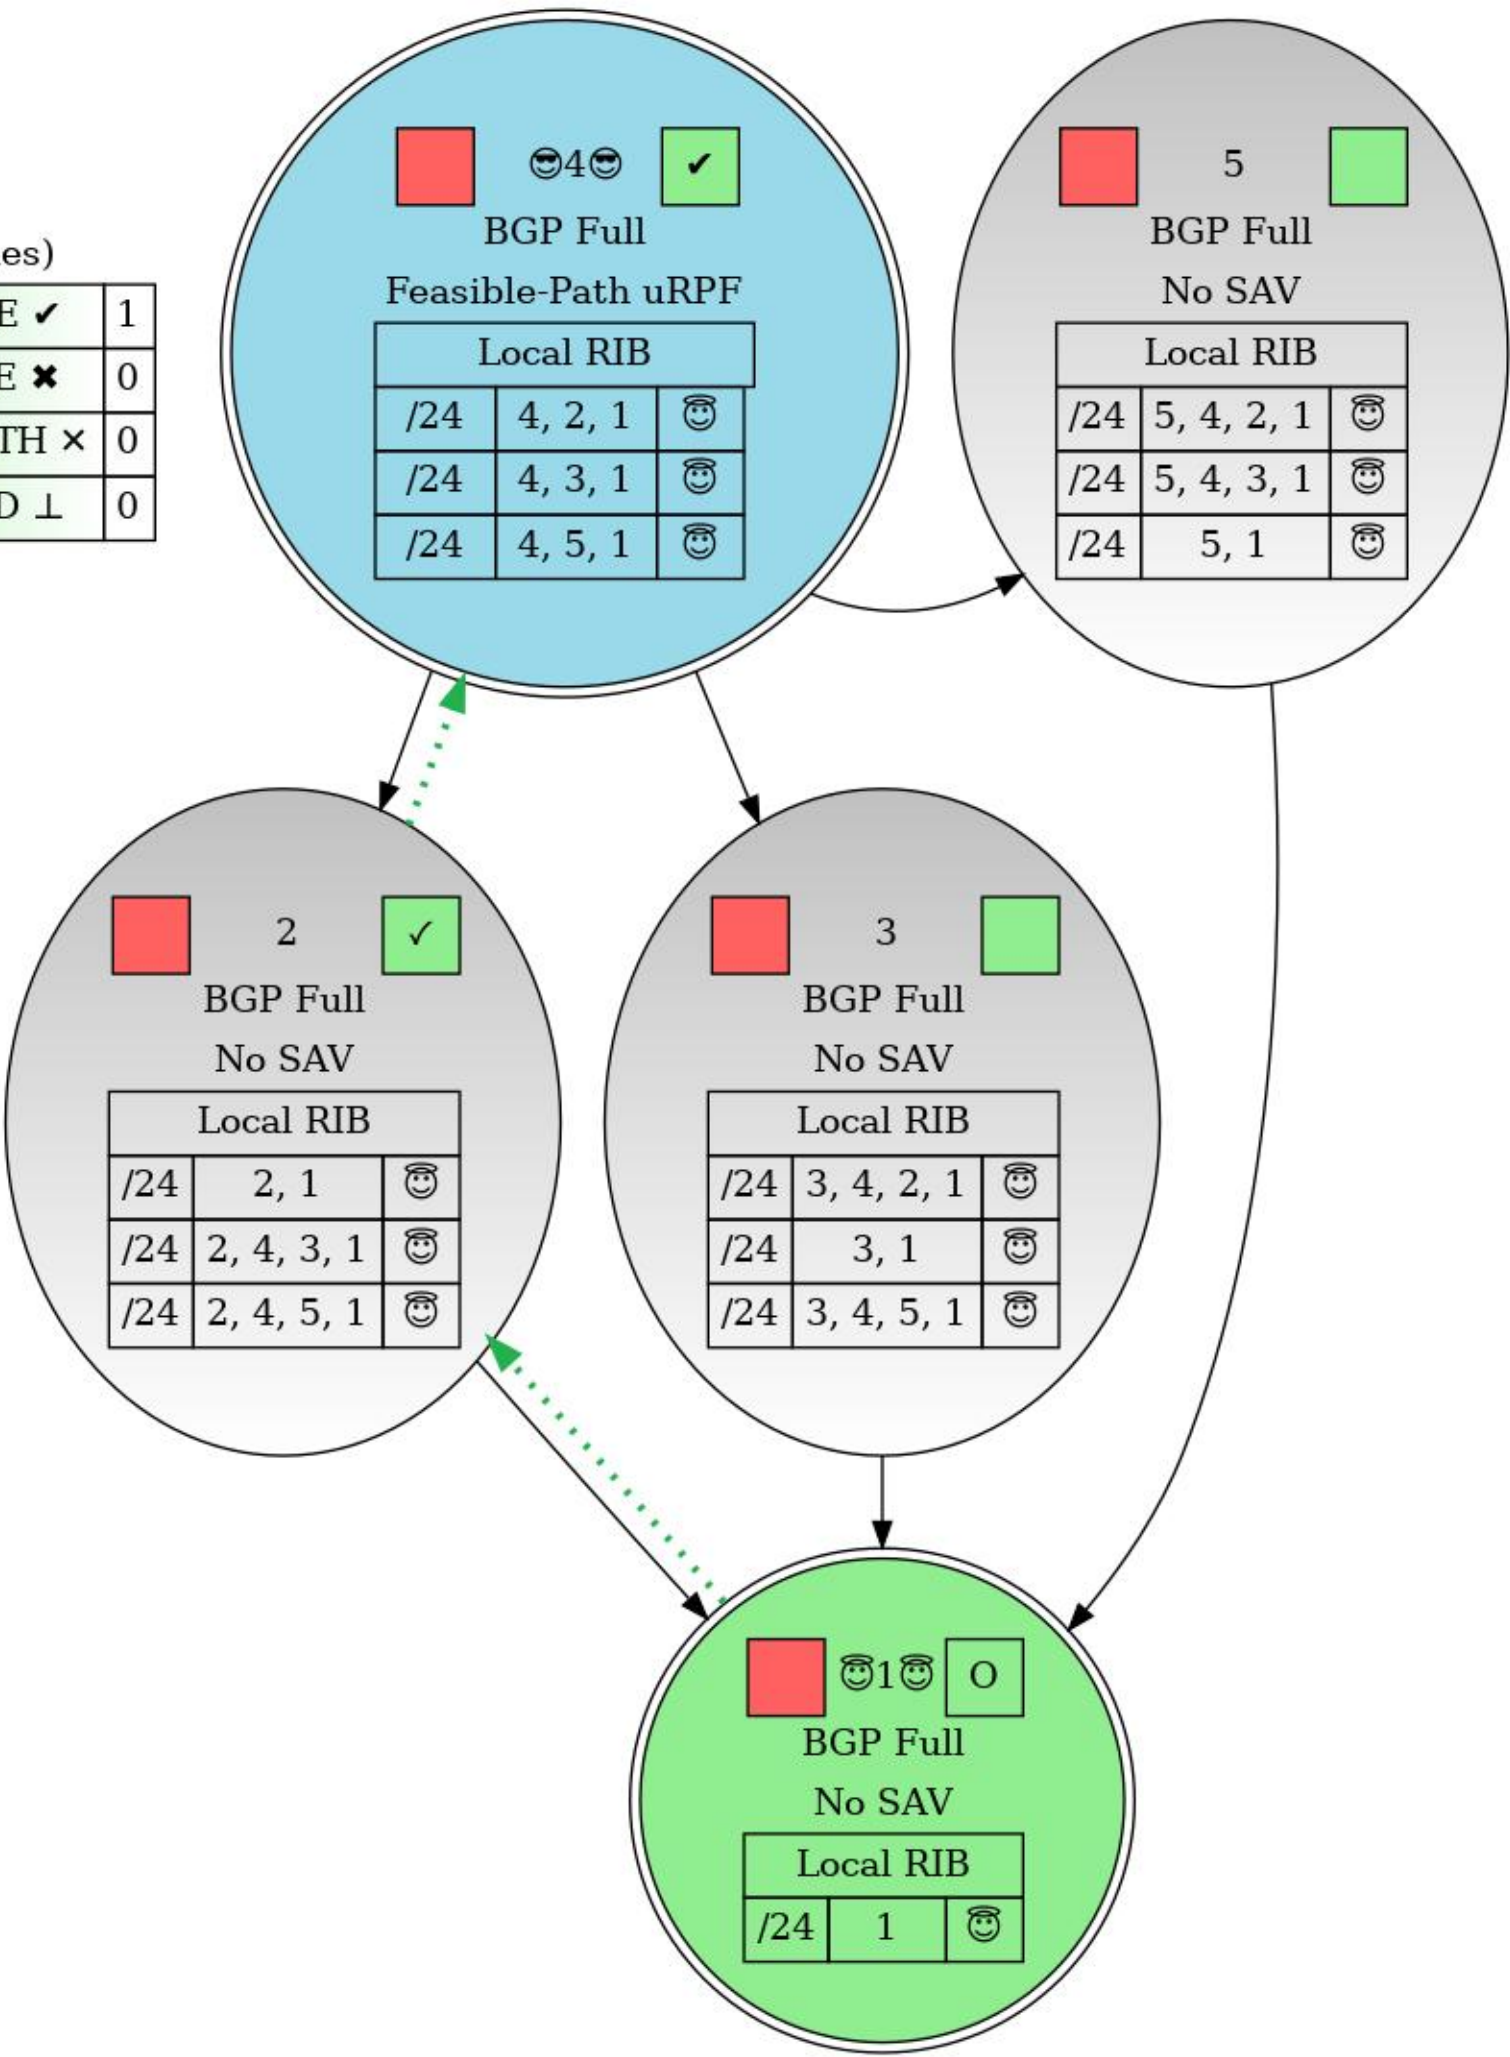 es)
E ✔ 1
E ✖ 0
TH × 0
D ⊥ 0
😎4😎 ✔
BGP Full
Feasible-Path uRPF
Local RIB
/24 4, 2, 1 😇
/24 4, 3, 1 😇
/24 4, 5, 1 😇
5
BGP Full
No SAV
Local RIB
/24 5, 4, 2, 1 😇
/24 5, 4, 3, 1 😇
/24 5, 1 😇
2 ✓
BGP Full
No SAV
Local RIB
/24 2, 1 😇
/24 2, 4, 3, 1 😇
/24 2, 4, 5, 1 😇
3
BGP Full
No SAV
Local RIB
/24 3, 4, 2, 1 😇
/24 3, 1 😇
/24 3, 4, 5, 1 😇
😇1😇 O
BGP Full
No SAV
Local RIB
/24 1 😇